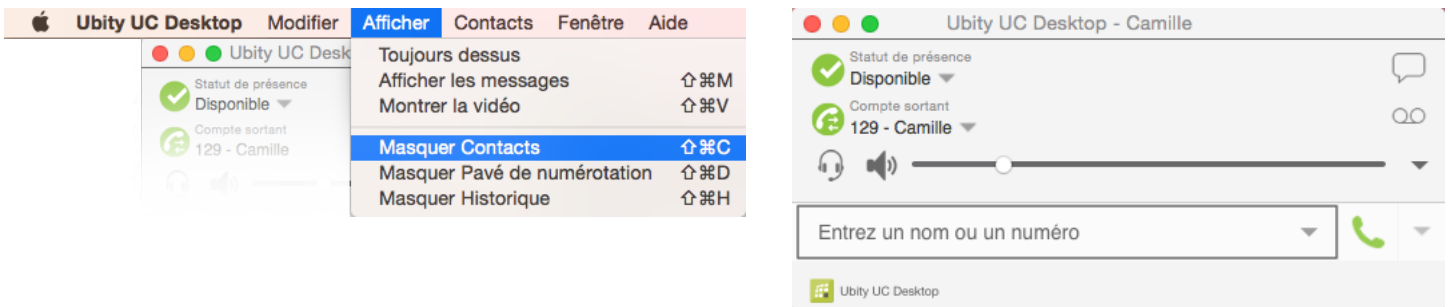 Ubity UC Desktop Modifier Afficher Contacts Fenêtre Aide
Ubity UC Desk
Statut de présence
Disponible
Compte sortant
129 - Camille
Toujours dessus
Afficher les messages ⇧⌘M
Montrer la vidéo ⇧⌘V
Masquer Contacts ⇧⌘C
Masquer Pavé de numérotation ⇧⌘D
Masquer Historique ⇧⌘H
Ubity UC Desktop - Camille
Statut de présence
Disponible
Compte sortant
129 - Camille
Entrez un nom ou un numéro
Ubity UC Desktop